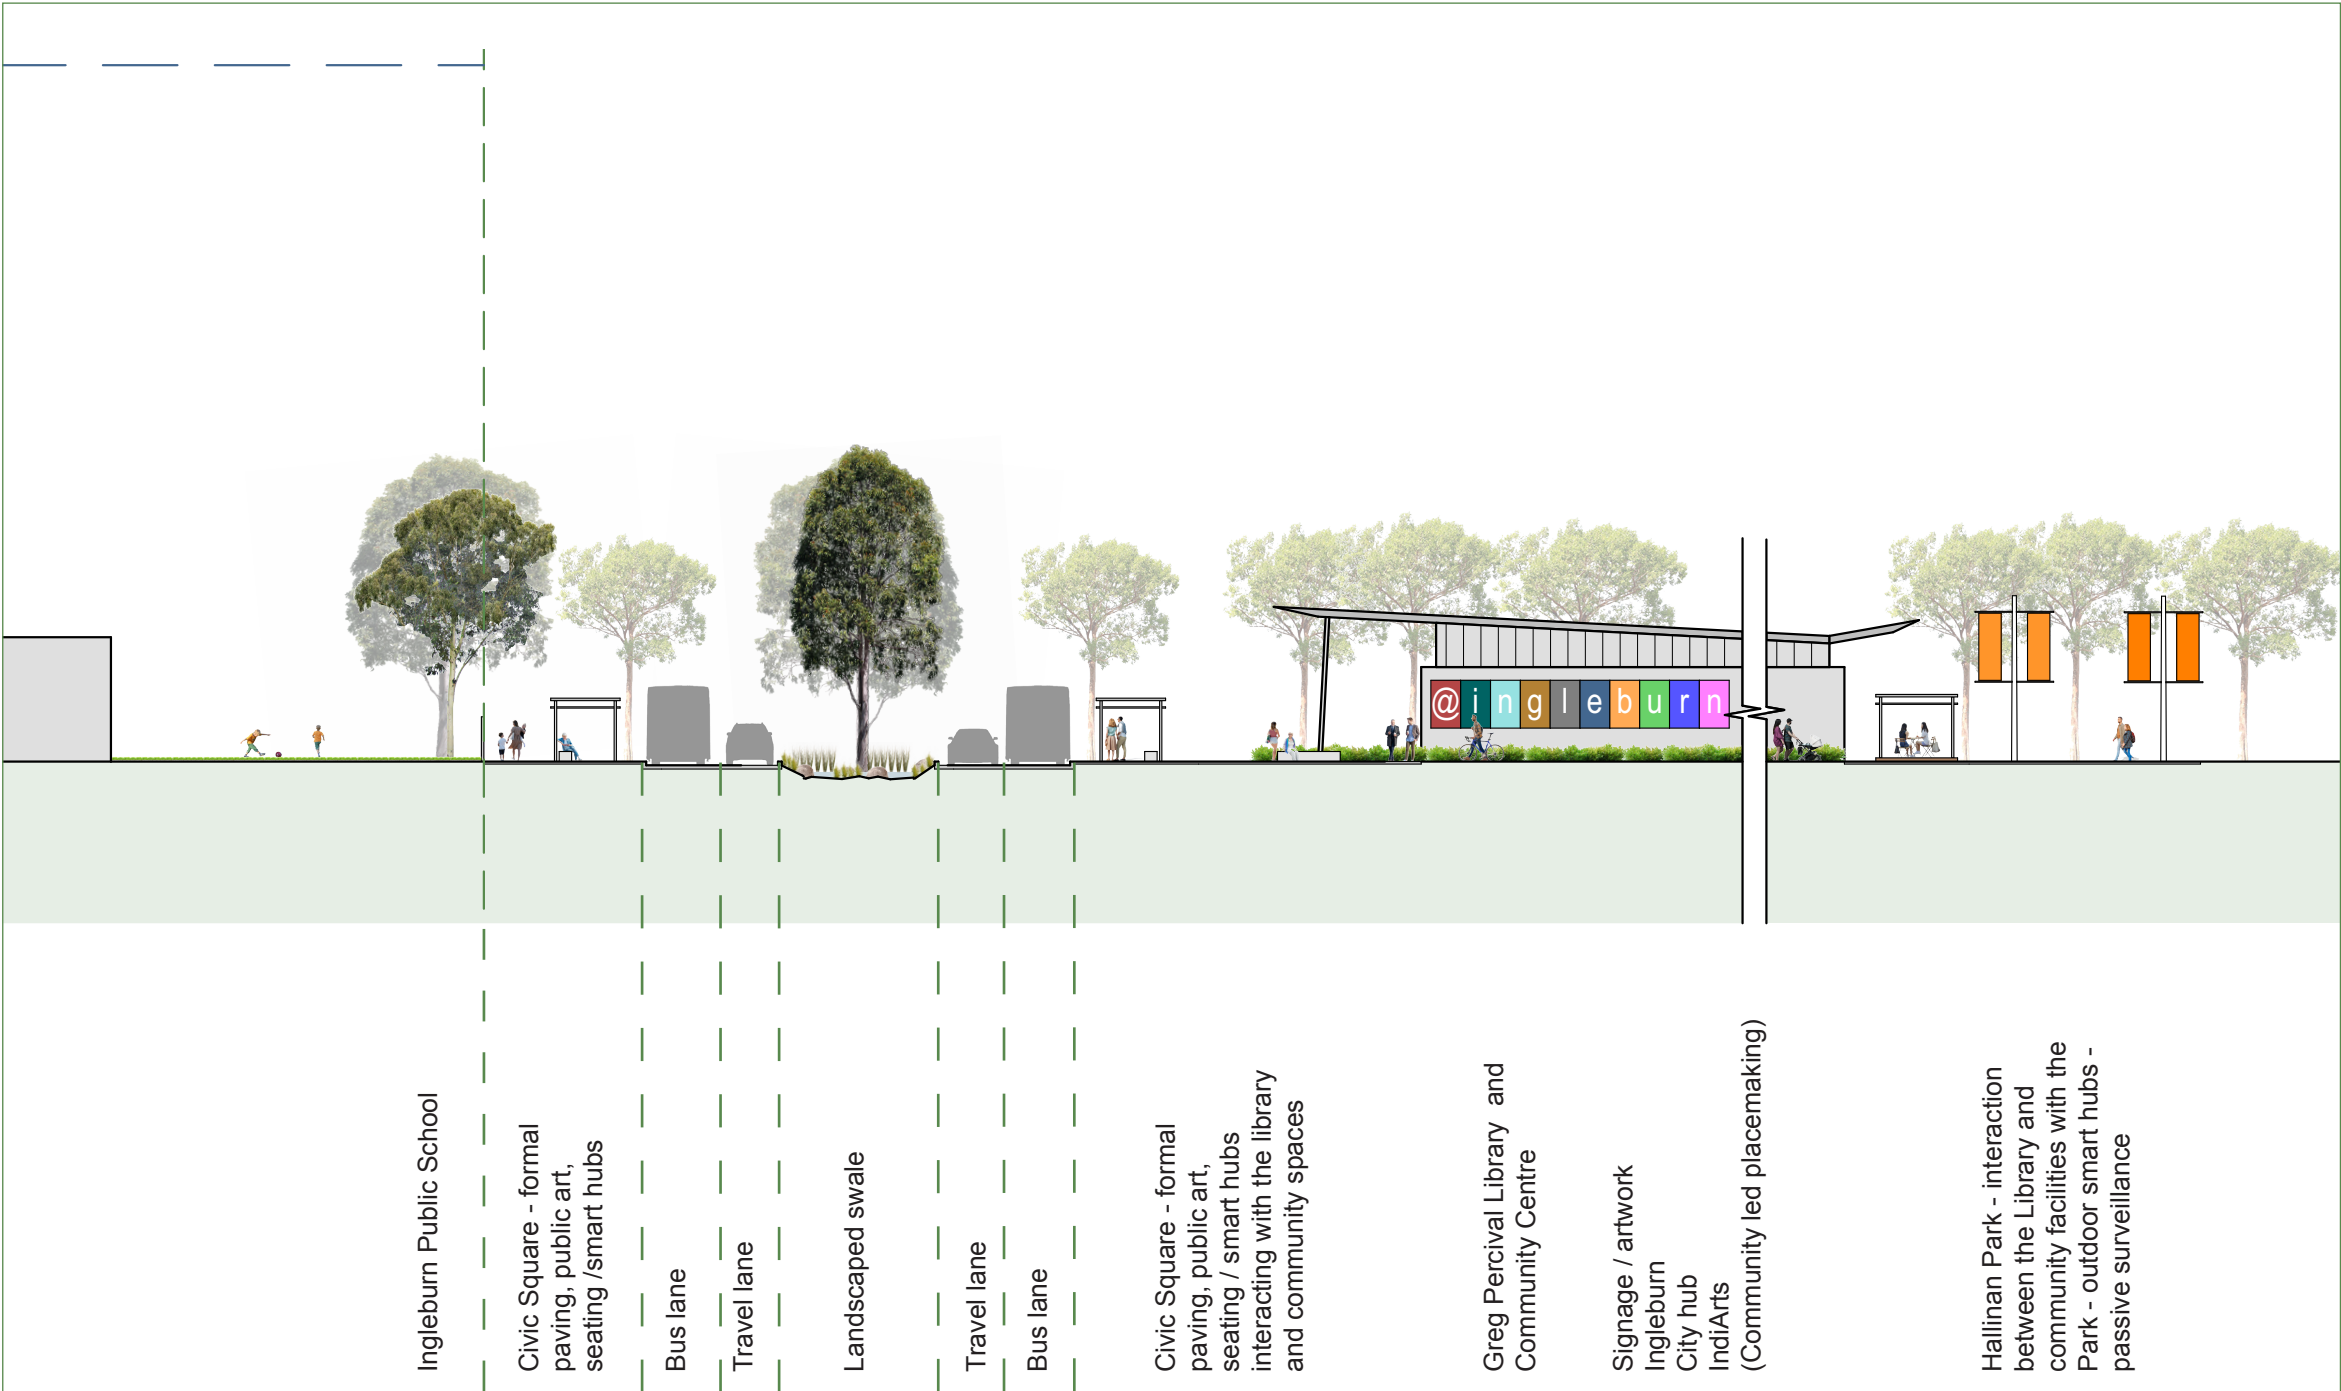 @ingleburn
Ingleburn Public School
Civic Square - formal
paving, public art,
seating /smart hubs
Bus lane
Travel lane
Landscaped swale
Travel lane
Bus lane
Civic Square - formal
paving, public art,
seating / smart hubs
interacting with the library
and community spaces
Greg Percival Library and
Community Centre
Signage / artwork
Ingleburn
City hub
IndiArts
(Community led placemaking)
Hallinan Park - interaction
between the Library and
community facilities with the
Park - outdoor smart hubs -
passive surveillance